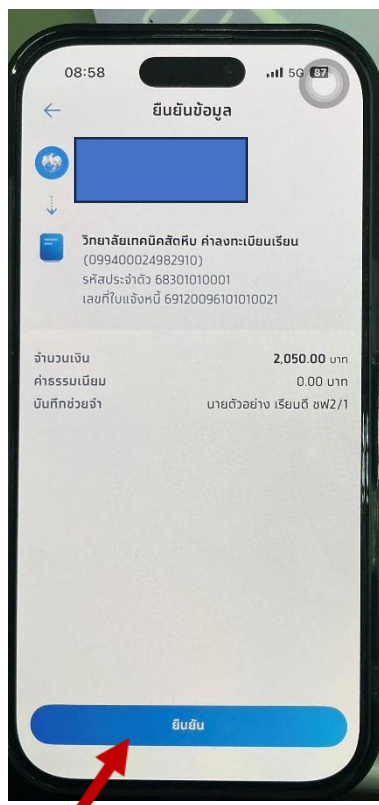 08:58
5G 87
ยืนยันข้อมูล
วิทยาลัยเทคนิคสัตหีบ ค่าลงทะเบียนเรียน
(099400024982910)
รหัสประจำตัว 68301010001
เลขที่ใบแจ้งหนี้ 69120096101010021
จำนวนเงิน 2,050.00 บาท
ค่าธรรมเนียม 0.00 บาท
บันทึกช่วยจำ นายตัวอย่าง เรียนดี ชฟ2/1
ยืนยัน